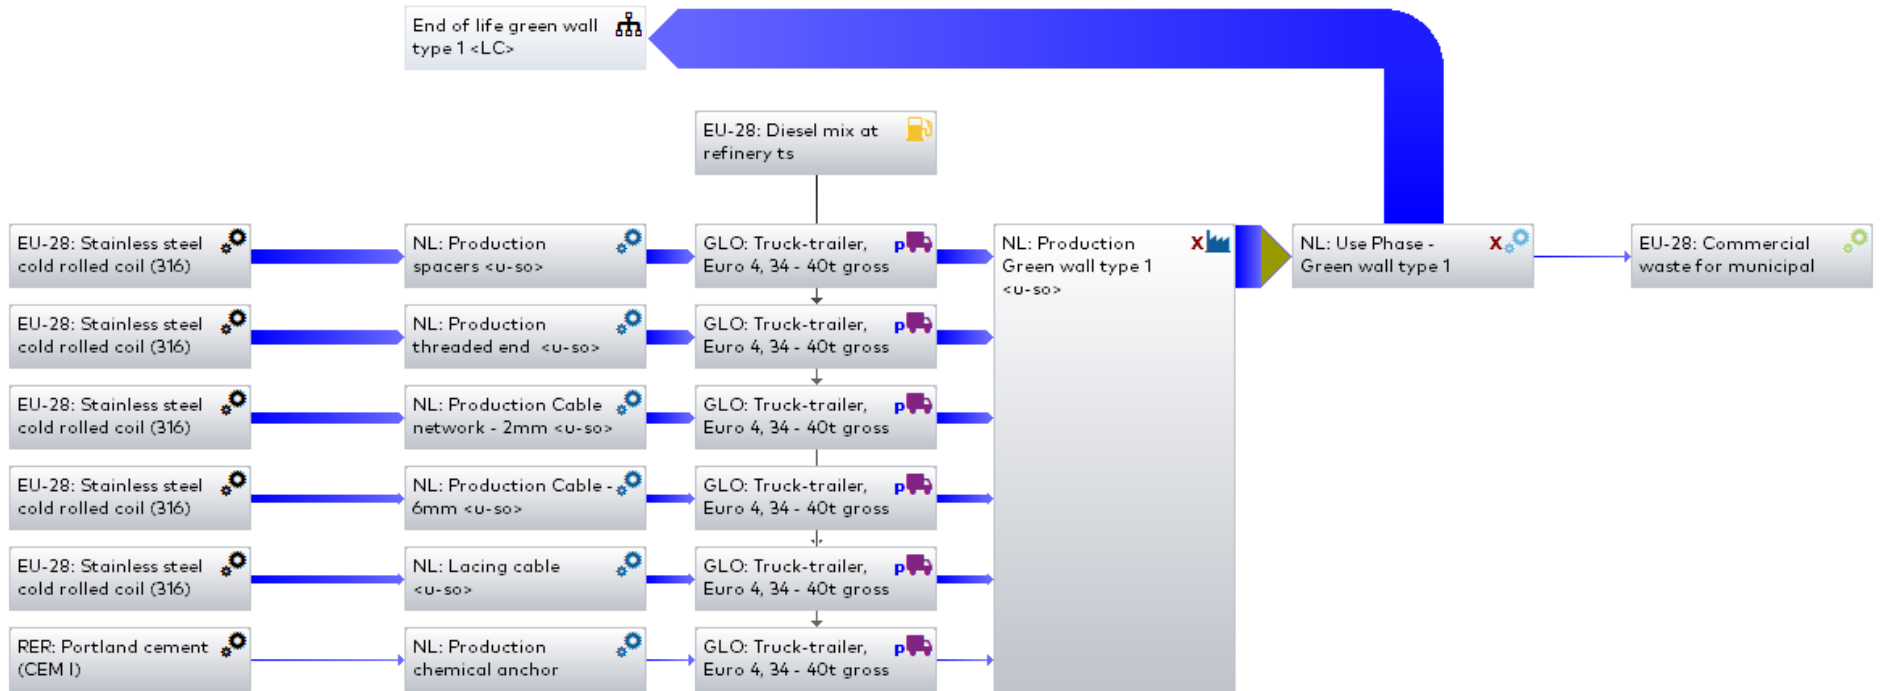 End of life green wall
type 1 <LC>
EU-28: Diesel mix at
refinery ts
EU-28: Stainless steel
cold rolled coil (316)
NL: Production
spacers <u-so>
p
GLO: Truck-trailer,
Euro 4, 34 - 40t gross
X
NL: Production
Green wall type 1
<u-so>
X
NL: Use Phase -
Green wall type 1
EU-28: Commercial
waste for municipal
EU-28: Stainless steel
cold rolled coil (316)
NL: Production
threaded end <u-so>
p
GLO: Truck-trailer,
Euro 4, 34 - 40t gross
EU-28: Stainless steel
cold rolled coil (316)
NL: Production Cable
network - 2mm <u-so>
p
GLO: Truck-trailer,
Euro 4, 34 - 40t gross
EU-28: Stainless steel
cold rolled coil (316)
NL: Production Cable -
6mm <u-so>
p
GLO: Truck-trailer,
Euro 4, 34 - 40t gross
EU-28: Stainless steel
cold rolled coil (316)
NL: Lacing cable
<u-so>
p
GLO: Truck-trailer,
Euro 4, 34 - 40t gross
RER: Portland cement
(CEM I)
NL: Production
chemical anchor
p
GLO: Truck-trailer,
Euro 4, 34 - 40t gross